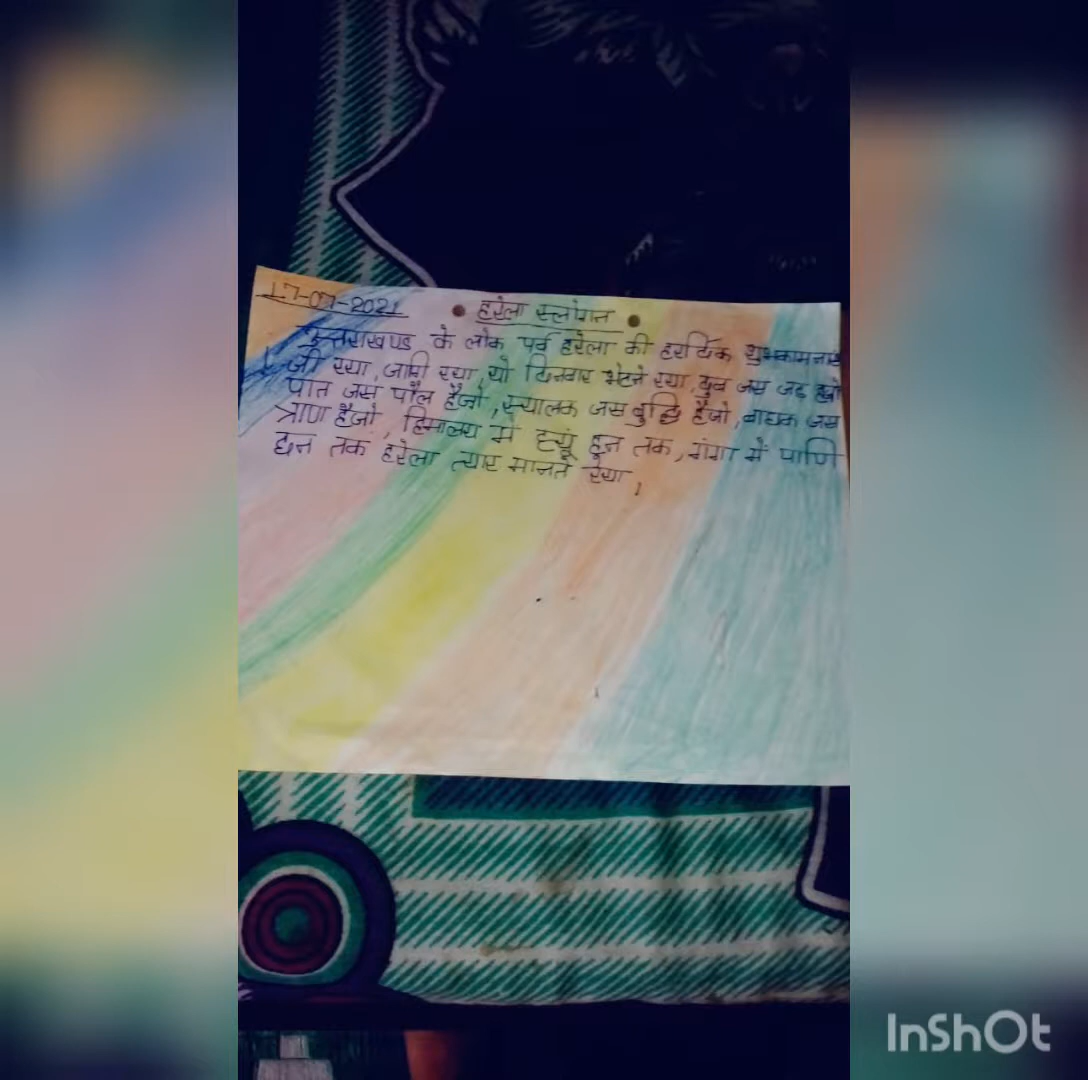 17-07-2021
• हरेला स्लोगन •
उत्तराखण्ड के लोक पर्व हरेला की हार्दिक शुभकामनाएं
जी रया, जागी रया, यो दिनबार भेटने रया, दुब जस जड़ हैजो
पात जस पौल हैजो, स्यालक जस बुद्धि हैजो, बाघक जस
त्राण हैजो, हिमालय में ह्यूं हून तक, गंगा में पाणि
छन तक हरेला त्यार मानते रया,
InShOt